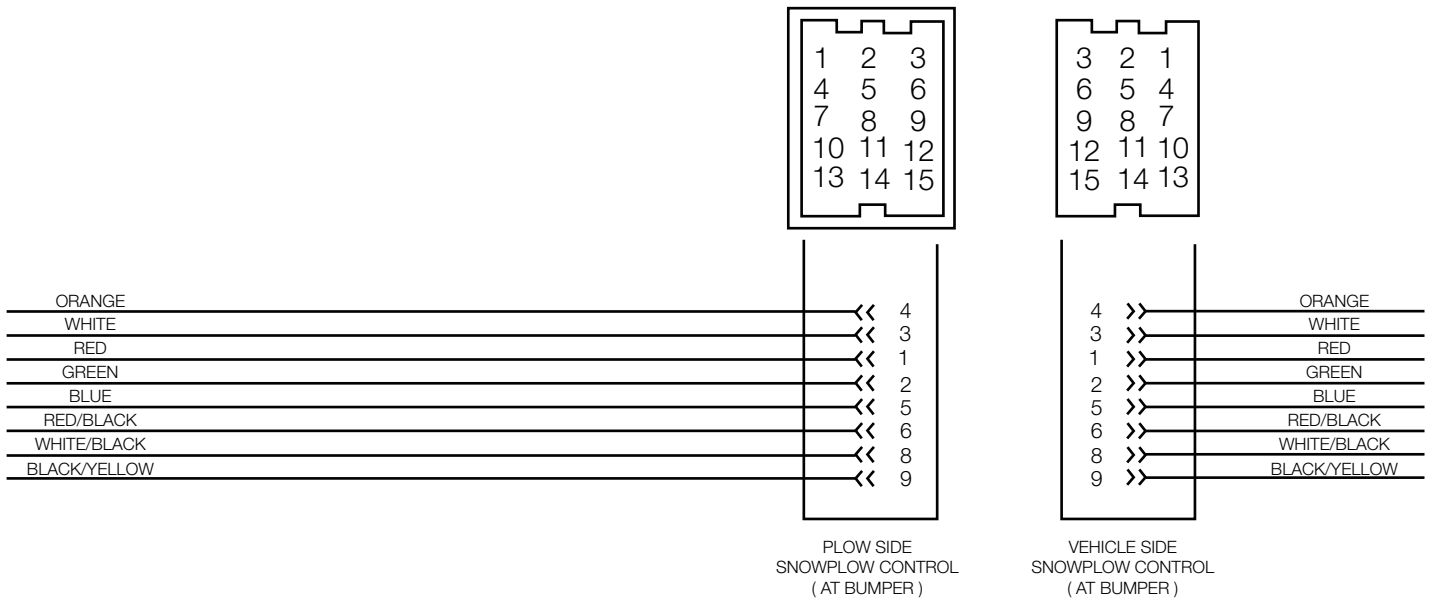 1 2 3
4 5 6
7 8 9
10 11 12
13 14 15
3 2 1
6 5 4
9 8 7
12 11 10
15 14 13
ORANGE 4
WHITE 3
RED 1
GREEN 2
BLUE 5
RED/BLACK 6
WHITE/BLACK 8
BLACK/YELLOW 9
4 ORANGE
3 WHITE
1 RED
2 GREEN
5 BLUE
6 RED/BLACK
8 WHITE/BLACK
9 BLACK/YELLOW
PLOW SIDE
SNOWPLOW CONTROL
( AT BUMPER )
VEHICLE SIDE
SNOWPLOW CONTROL
( AT BUMPER )